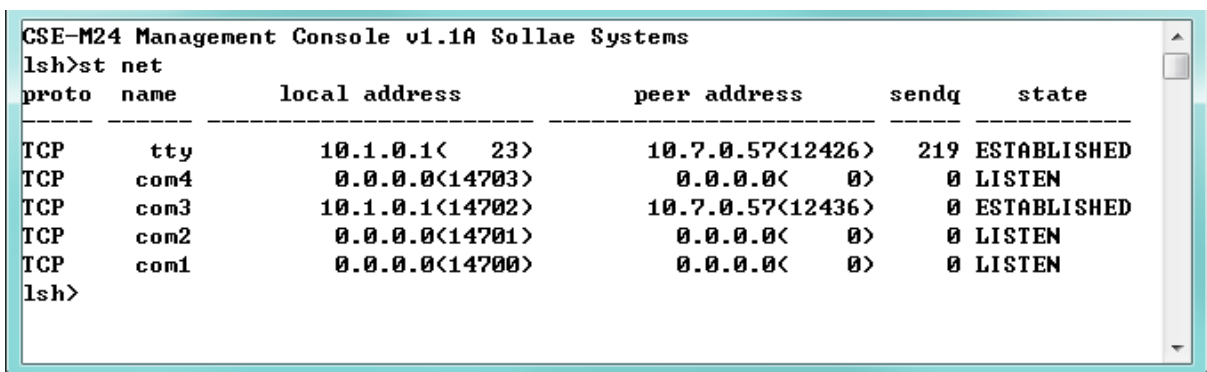 CSE-M24 Management Console v1.1A Sollae Systems
lsh>st net
proto  name       local address            peer address      sendq    state
----- ------ ----------------------- ----------------------- ----- -----------
TCP      tty         10.1.0.1(   23)        10.7.0.57(12426)   219 ESTABLISHED
TCP     com4          0.0.0.0(14703)          0.0.0.0(    0)     0 LISTEN
TCP     com3         10.1.0.1(14702)        10.7.0.57(12436)     0 ESTABLISHED
TCP     com2          0.0.0.0(14701)          0.0.0.0(    0)     0 LISTEN
TCP     com1          0.0.0.0(14700)          0.0.0.0(    0)     0 LISTEN
lsh>